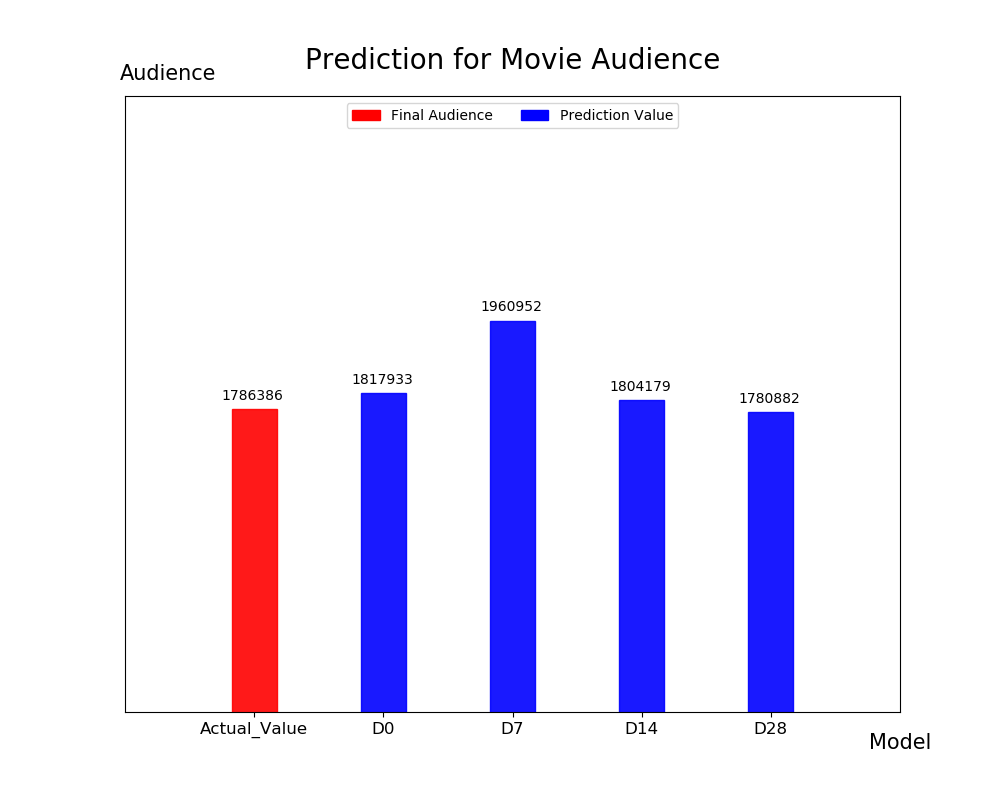 Prediction for Movie Audience
Audience
Final Audience
Prediction Value
1960952
1817933
1804179
1786386
1780882
Actual_Value
D0
D7
D14
D28
Model